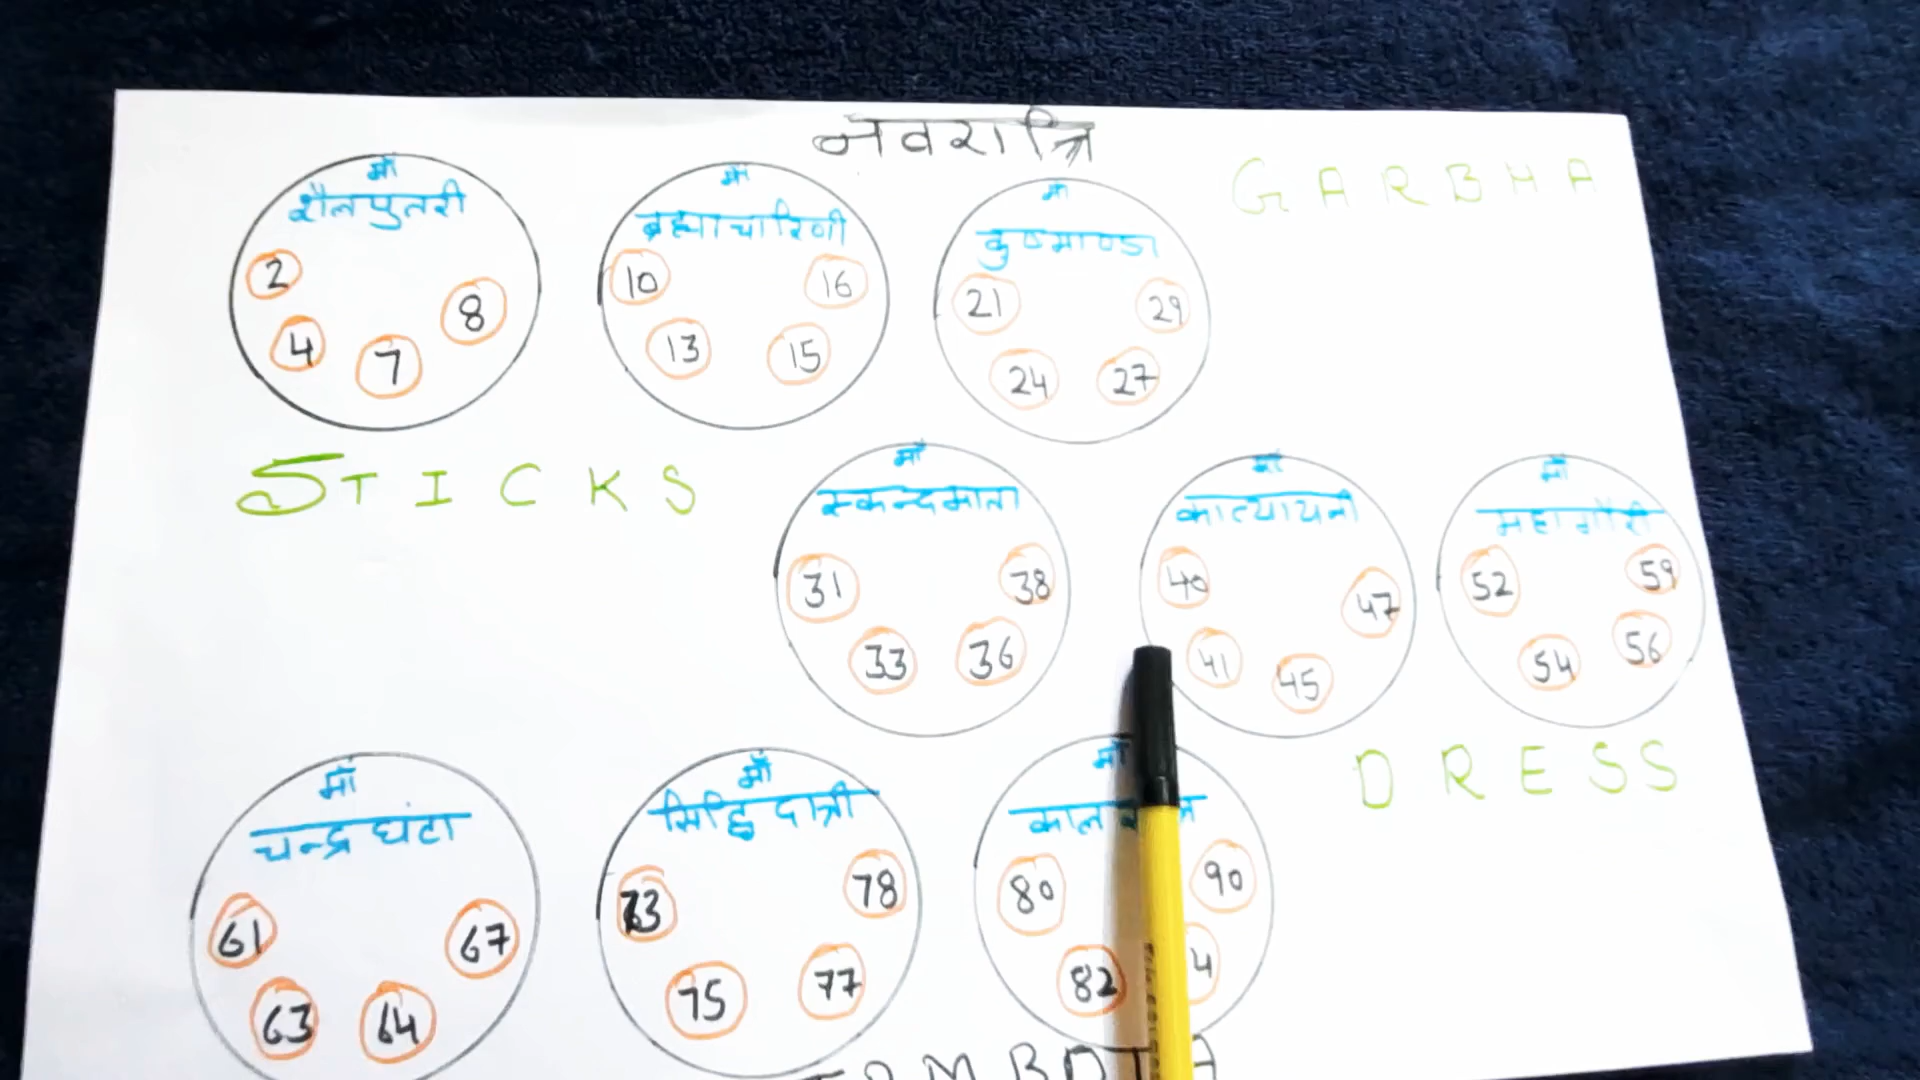 नवरात्रि
GARBHA
माँ
शैलपुतरी
2 4 7 8
माँ
ब्रह्माचारिणी
10 13 15 16
माँ
कुष्माण्डा
21 24 27 29
STICKS
माँ
स्कन्दमाता
31 33 36 38
माँ
कात्यायनी
40 41 45 47
माँ
महागौरी
52 54 56 59
DRESS
माँ
चन्द्रघंटा
61 63 64 67
माँ
सिद्धिदात्री
73 75 77 78
माँ
80 82 90